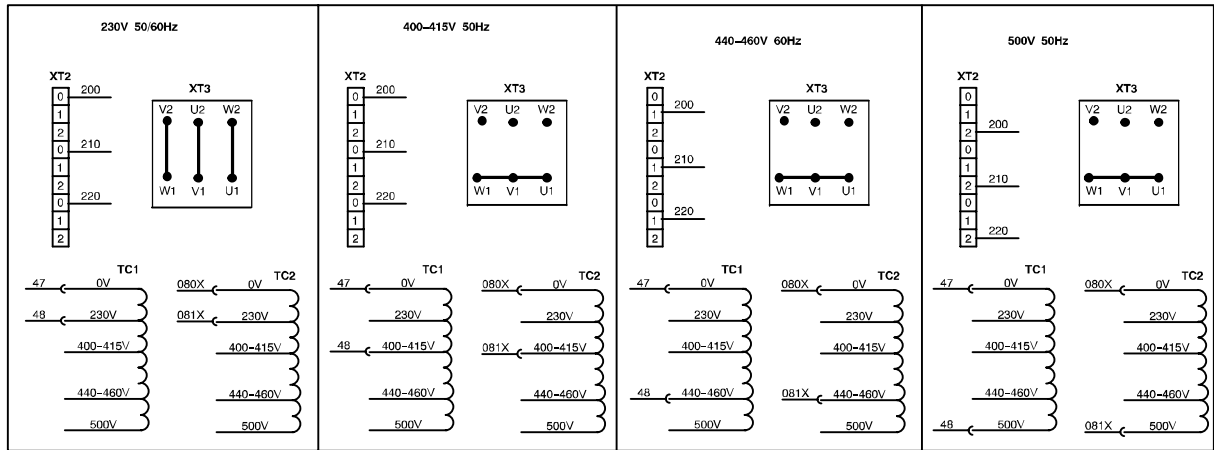 230V 50/60Hz
XT2
0 200
1
2
0 210
1
2
0 220
1
2
XT3
V2 U2 W2
W1 V1 U1
TC1
47 0V
48 230V
400-415V
440-460V
500V
TC2
080X 0V
081X 230V
400-415V
440-460V
500V
400-415V 50Hz
XT2
0 200
1
2
0 210
1
2
0 220
1
2
XT3
V2 U2 W2
W1 V1 U1
TC1
47 0V
230V
48 400-415V
440-460V
500V
TC2
080X 0V
230V
081X 400-415V
440-460V
500V
440-460V 60Hz
XT2
0
1 200
2
0
1 210
2
0
1 220
2
XT3
V2 U2 W2
W1 V1 U1
TC1
47 0V
230V
400-415V
48 440-460V
500V
TC2
080X 0V
230V
400-415V
081X 440-460V
500V
500V 50Hz
XT2
0
1
2 200
0
1
2 210
0
1
2 220
XT3
V2 U2 W2
W1 V1 U1
TC1
47 0V
230V
400-415V
440-460V
48 500V
TC2
080X 0V
230V
400-415V
440-460V
081X 500V